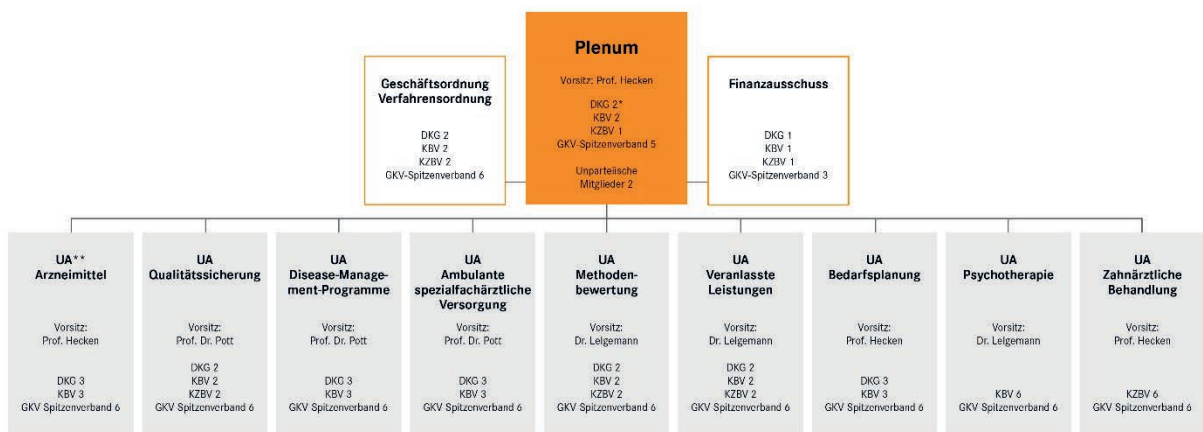 Plenum
Vorsitz: Prof. Hecken
DKG 2*
KBV 2
KZBV 1
GKV-Spitzenverband 5
Unparteiische
Mitglieder 2
Geschäftsordnung
Verfahrensordnung
DKG 2
KBV 2
KZBV 2
GKV-Spitzenverband 6
Finanzausschuss
DKG 1
KBV 1
KZBV 1
GKV-Spitzenverband 3
UA**
Arzneimittel
Vorsitz:
Prof. Hecken
DKG 3
KBV 3
GKV Spitzenverband 6
UA
Qualitätssicherung
Vorsitz:
Prof. Dr. Pott
DKG 2
KBV 2
KZBV 2
GKV Spitzenverband 6
UA
Disease-Manage-
ment-Programme
Vorsitz:
Prof. Dr. Pott
DKG 3
KBV 3
GKV Spitzenverband 6
UA
Ambulante
spezialfachärztliche
Versorgung
Vorsitz:
Prof. Dr. Pott
DKG 3
KBV 3
GKV Spitzenverband 6
UA
Methoden-
bewertung
Vorsitz:
Dr. Lelgemann
DKG 2
KBV 2
KZBV 2
GKV Spitzenverband 6
UA
Veranlasste
Leistungen
Vorsitz:
Dr. Lelgemann
DKG 2
KBV 2
KZBV 2
GKV Spitzenverband 6
UA
Bedarfsplanung
Vorsitz:
Prof. Hecken
DKG 3
KBV 3
GKV Spitzenverband 6
UA
Psychotherapie
Vorsitz:
Dr. Lelgemann
KBV 6
GKV Spitzenverband 6
UA
Zahnärztliche
Behandlung
Vorsitz:
Prof. Hecken
KZBV 6
GKV Spitzenverband 6